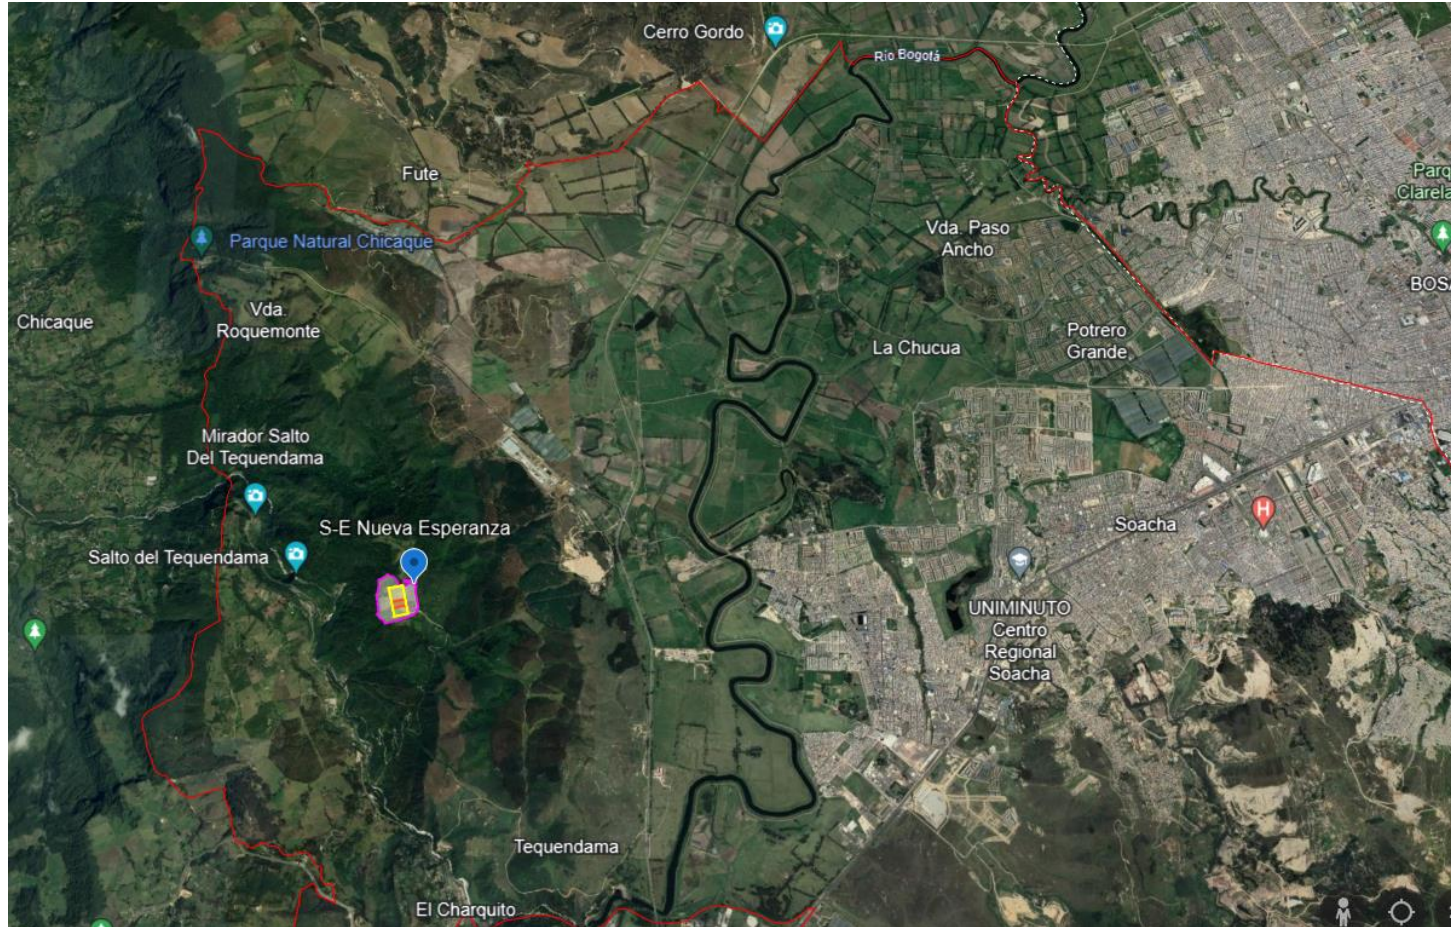 Cerro Gordo
Río Bogotá
Fute
Parq
Clarela
Parque Natural Chicaque
Vda. Paso
Ancho
BOSA
Chicaque
Vda.
Roquemonte
Potrero
Grande
La Chucua
Mirador Salto
Del Tequendama
S-E Nueva Esperanza
Soacha
H
Salto del Tequendama
UNIMINUTO
Centro
Regional
Soacha
Tequendama
El Charquito